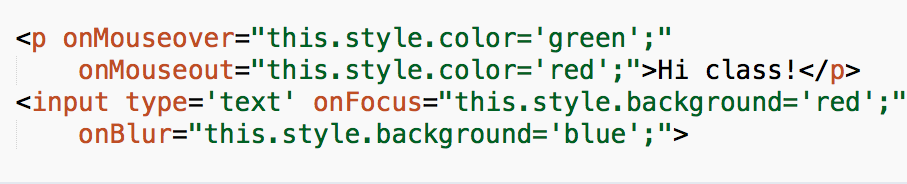 <p onMouseover="this.style.color='green';"
onMouseout="this.style.color='red';">Hi class!</p>
<input type='text' onFocus="this.style.background='red';"
onBlur="this.style.background='blue';">